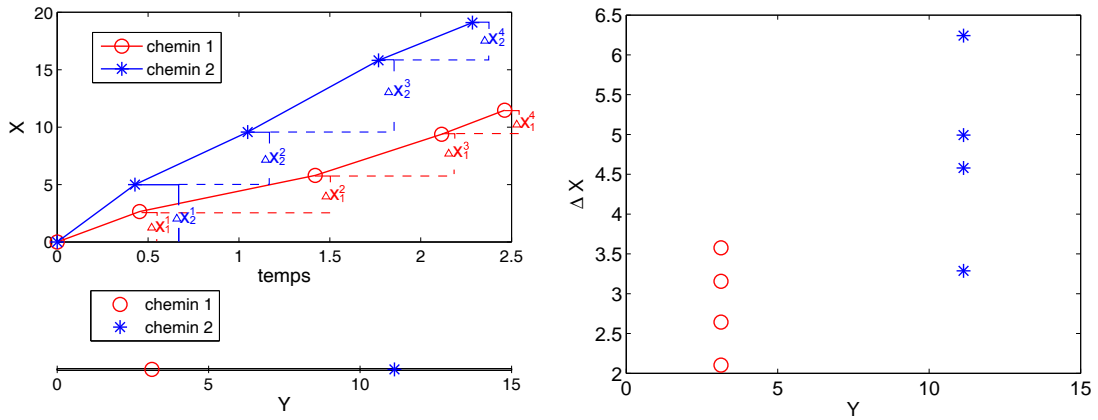 20
15
10
5
0
X
chemin 1
chemin 2
ΔX₁¹
ΔX₂¹
ΔX₁²
ΔX₂²
ΔX₁³
ΔX₂³
ΔX₁⁴
ΔX₂⁴
0 0.5 1 1.5 2 2.5
temps
chemin 1
chemin 2
0 5 10 15
Y
6.5
6
5.5
5
4.5
4
3.5
3
2.5
2
Δ X
0 5 10 15
Y